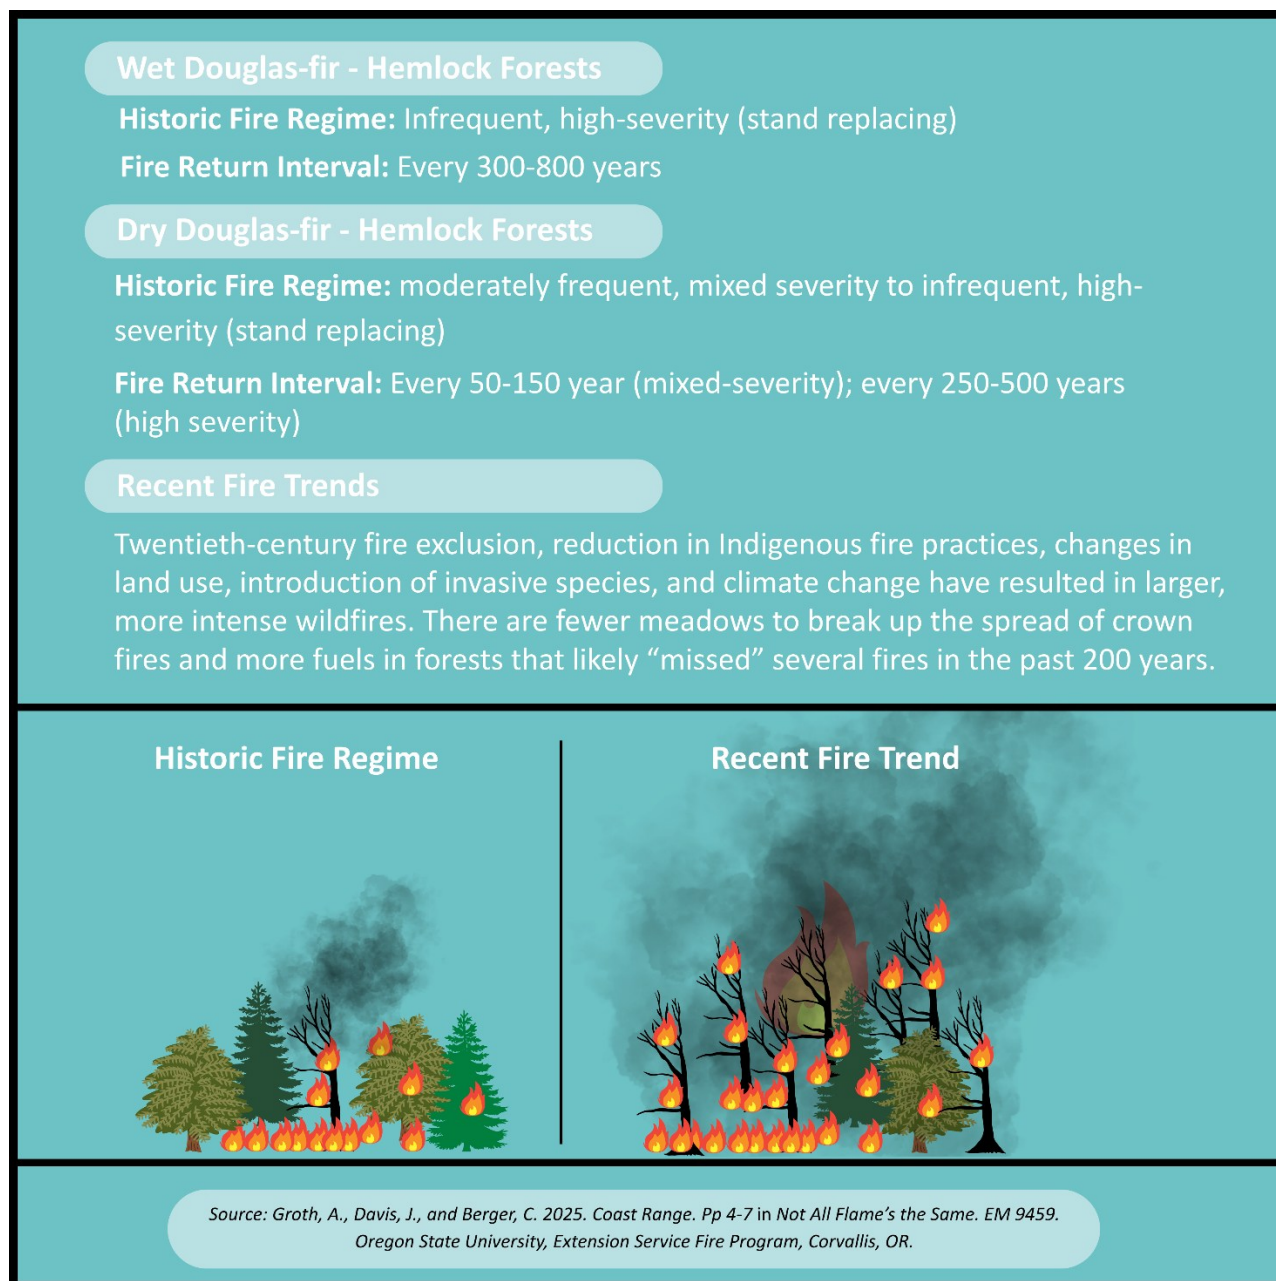 Wet Douglas-fir - Hemlock Forests
Historic Fire Regime: Infrequent, high-severity (stand replacing)
Fire Return Interval: Every 300-800 years
Dry Douglas-fir - Hemlock Forests
Historic Fire Regime: moderately frequent, mixed severity to infrequent, high-
severity (stand replacing)
Fire Return Interval: Every 50-150 year (mixed-severity); every 250-500 years
(high severity)
Recent Fire Trends
Twentieth-century fire exclusion, reduction in Indigenous fire practices, changes in
land use, introduction of invasive species, and climate change have resulted in larger,
more intense wildfires. There are fewer meadows to break up the spread of crown
fires and more fuels in forests that likely “missed” several fires in the past 200 years.
Historic Fire Regime
Recent Fire Trend
Source: Groth, A., Davis, J., and Berger, C. 2025. Coast Range. Pp 4-7 in Not All Flame’s the Same. EM 9459.
Oregon State University, Extension Service Fire Program, Corvallis, OR.